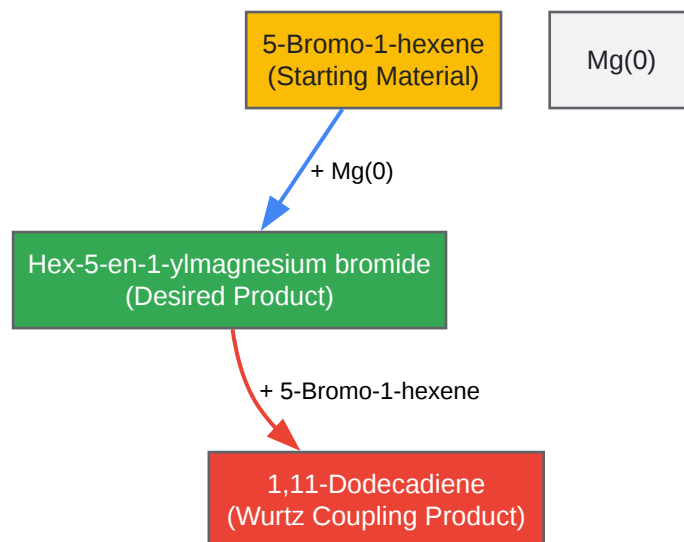 5-Bromo-1-hexene
(Starting Material)
Mg(0)
+ Mg(0)
Hex-5-en-1-ylmagnesium bromide
(Desired Product)
+ 5-Bromo-1-hexene
1,11-Dodecadiene
(Wurtz Coupling Product)